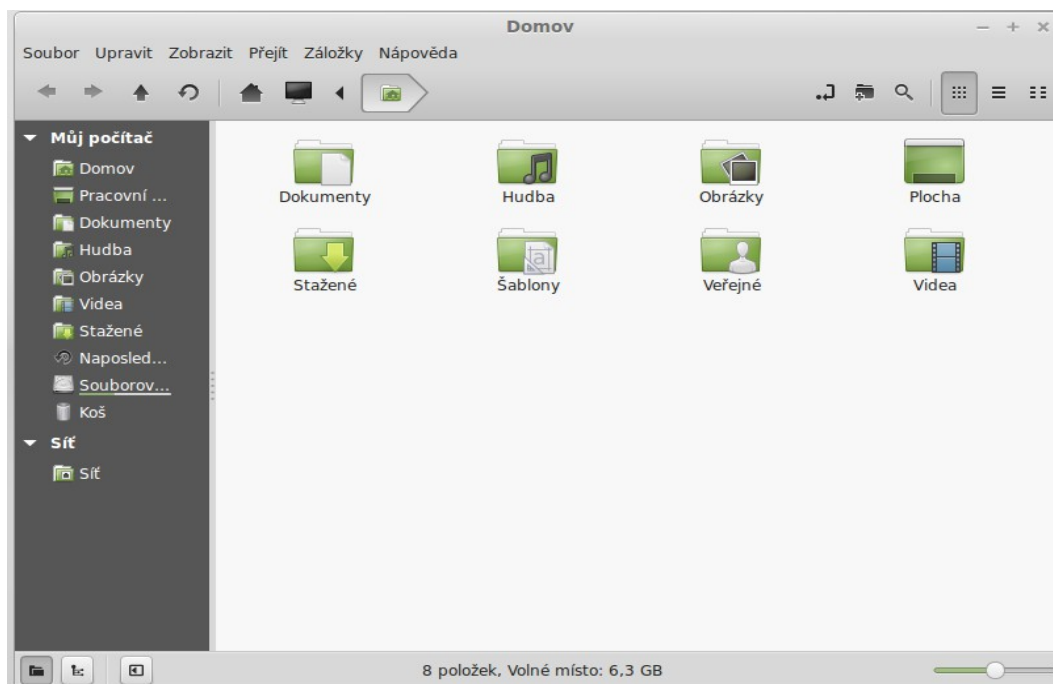 Domov
Soubor Upravit Zobrazit Přejít Záložky Nápověda
Můj počítač
Domov
Pracovní ...
Dokumenty
Hudba
Obrázky
Videa
Stažené
Naposled...
Souborov...
Koš
Síť
Síť
Dokumenty Hudba Obrázky Plocha
Stažené Šablony Veřejné Videa
8 položek, Volné místo: 6,3 GB